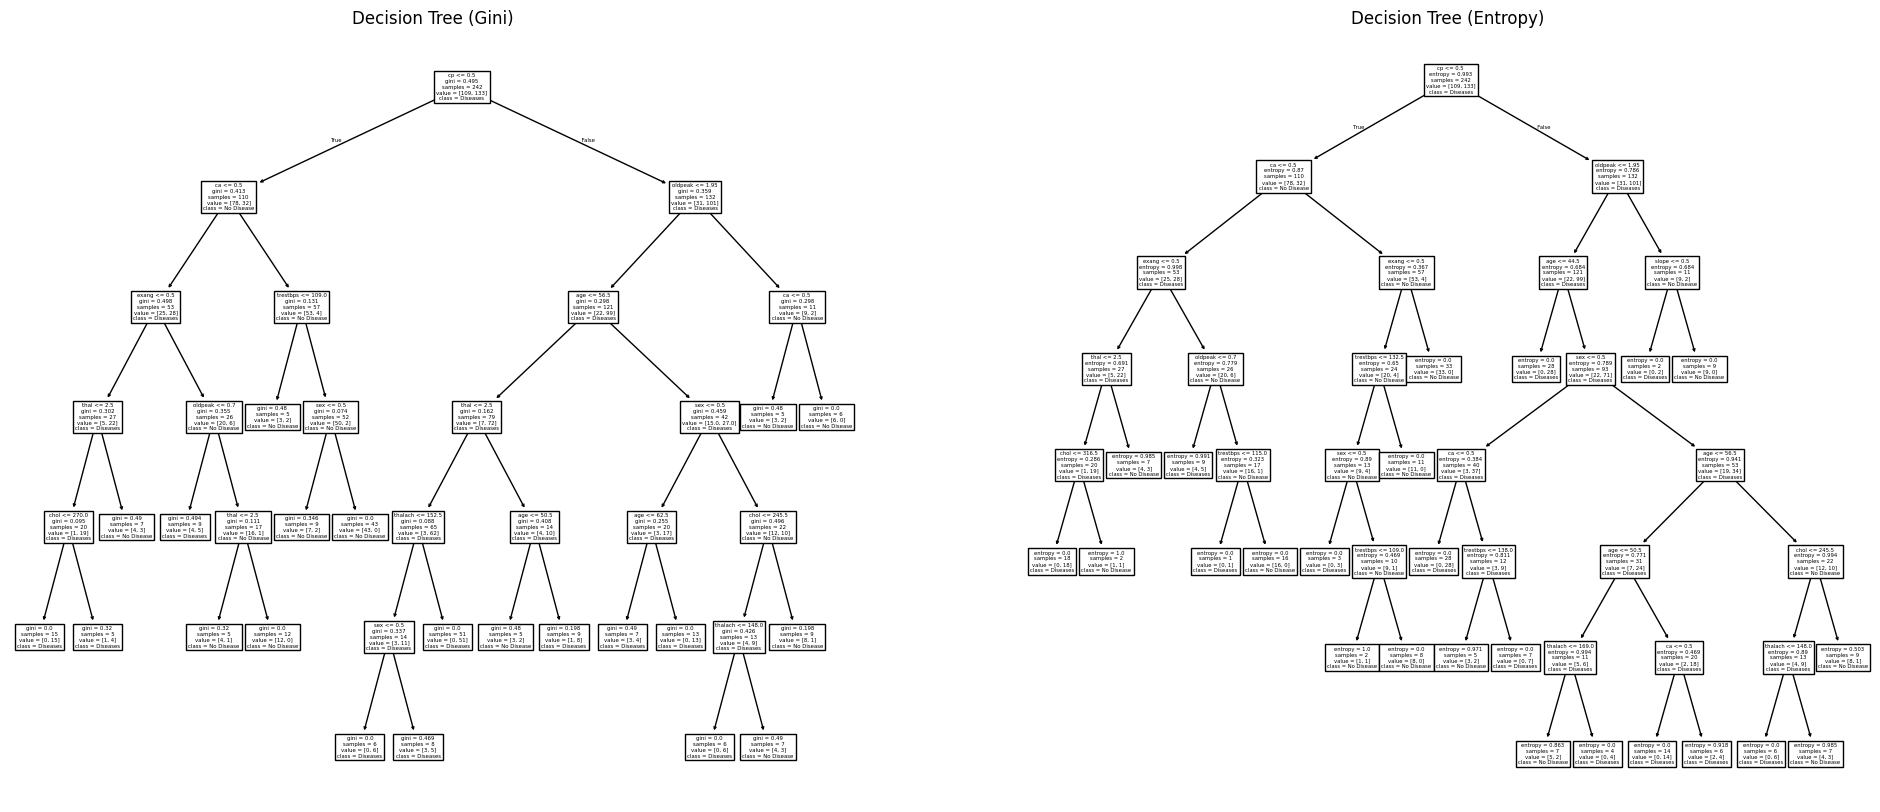 Decision Tree (Gini)
cp <= 0.5
gini = 0.495
samples = 242
value = [109, 133]
class = Diseases
True
False
ca <= 0.5
gini = 0.413
samples = 110
value = [78, 32]
class = No Disease
oldpeak <= 1.95
gini = 0.359
samples = 132
value = [31, 101]
class = Diseases
exang <= 0.5
gini = 0.498
samples = 53
value = [25, 28]
class = Diseases
trestbps <= 109.0
gini = 0.131
samples = 57
value = [53, 4]
class = No Disease
age <= 56.5
gini = 0.298
samples = 121
value = [22, 99]
class = Diseases
ca <= 0.5
gini = 0.298
samples = 11
value = [9, 2]
class = No Disease
thal <= 2.5
gini = 0.302
samples = 27
value = [5, 22]
class = Diseases
oldpeak <= 0.7
gini = 0.355
samples = 26
value = [20, 6]
class = No Disease
gini = 0.48
samples = 5
value = [3, 2]
class = No Disease
sex <= 0.5
gini = 0.074
samples = 52
value = [50, 2]
class = No Disease
thal <= 2.5
gini = 0.162
samples = 79
value = [7, 72]
class = Diseases
sex <= 0.5
gini = 0.459
samples = 42
value = [15.0, 27.0]
class = Diseases
gini = 0.48
samples = 5
value = [3, 2]
class = No Disease
gini = 0.0
samples = 6
value = [6, 0]
class = No Disease
chol <= 270.0
gini = 0.095
samples = 20
value = [1, 19]
class = Diseases
gini = 0.49
samples = 7
value = [4, 3]
class = No Disease
gini = 0.494
samples = 9
value = [4, 5]
class = Diseases
thal <= 2.5
gini = 0.111
samples = 17
value = [16, 1]
class = No Disease
gini = 0.346
samples = 9
value = [7, 2]
class = No Disease
gini = 0.0
samples = 43
value = [43, 0]
class = No Disease
thalach <= 152.5
gini = 0.088
samples = 65
value = [3, 62]
class = Diseases
age <= 50.5
gini = 0.408
samples = 14
value = [4, 10]
class = Diseases
age <= 62.5
gini = 0.255
samples = 20
value = [3, 17]
class = Diseases
chol <= 245.5
gini = 0.496
samples = 22
value = [12, 10]
class = No Disease
gini = 0.0
samples = 15
value = [0, 15]
class = Diseases
gini = 0.32
samples = 5
value = [1, 4]
class = Diseases
gini = 0.32
samples = 5
value = [4, 1]
class = No Disease
gini = 0.0
samples = 12
value = [12, 0]
class = No Disease
sex <= 0.5
gini = 0.337
samples = 14
value = [3, 11]
class = Diseases
gini = 0.0
samples = 51
value = [0, 51]
class = Diseases
gini = 0.48
samples = 5
value = [3, 2]
class = No Disease
gini = 0.198
samples = 9
value = [1, 8]
class = Diseases
gini = 0.49
samples = 7
value = [3, 4]
class = Diseases
gini = 0.0
samples = 13
value = [0, 13]
class = Diseases
thalach <= 148.0
gini = 0.426
samples = 13
value = [4, 9]
class = Diseases
gini = 0.198
samples = 9
value = [8, 1]
class = No Disease
gini = 0.0
samples = 6
value = [0, 6]
class = Diseases
gini = 0.469
samples = 8
value = [3, 5]
class = Diseases
gini = 0.0
samples = 6
value = [0, 6]
class = Diseases
gini = 0.49
samples = 7
value = [4, 3]
class = No Disease
Decision Tree (Entropy)
cp <= 0.5
entropy = 0.993
samples = 242
value = [109, 133]
class = Diseases
True
False
ca <= 0.5
entropy = 0.87
samples = 110
value = [78, 32]
class = No Disease
oldpeak <= 1.95
entropy = 0.786
samples = 132
value = [31, 101]
class = Diseases
exang <= 0.5
entropy = 0.998
samples = 53
value = [25, 28]
class = Diseases
exang <= 0.5
entropy = 0.367
samples = 57
value = [53, 4]
class = No Disease
age <= 44.5
entropy = 0.684
samples = 121
value = [22, 99]
class = Diseases
slope <= 0.5
entropy = 0.684
samples = 11
value = [9, 2]
class = No Disease
thal <= 2.5
entropy = 0.691
samples = 27
value = [5, 22]
class = Diseases
oldpeak <= 0.7
entropy = 0.779
samples = 26
value = [20, 6]
class = No Disease
trestbps <= 132.5
entropy = 0.65
samples = 24
value = [20, 4]
class = No Disease
entropy = 0.0
samples = 33
value = [33, 0]
class = No Disease
entropy = 0.0
samples = 28
value = [0, 28]
class = Diseases
sex <= 0.5
entropy = 0.789
samples = 93
value = [22, 71]
class = Diseases
entropy = 0.0
samples = 2
value = [0, 2]
class = Diseases
entropy = 0.0
samples = 9
value = [9, 0]
class = No Disease
chol <= 316.5
entropy = 0.286
samples = 20
value = [1, 19]
class = Diseases
entropy = 0.985
samples = 7
value = [4, 3]
class = No Disease
entropy = 0.991
samples = 9
value = [4, 5]
class = Diseases
trestbps <= 115.0
entropy = 0.323
samples = 17
value = [16, 1]
class = No Disease
sex <= 0.5
entropy = 0.89
samples = 13
value = [9, 4]
class = No Disease
entropy = 0.0
samples = 11
value = [11, 0]
class = No Disease
ca <= 0.5
entropy = 0.384
samples = 40
value = [3, 37]
class = Diseases
age <= 56.5
entropy = 0.941
samples = 53
value = [19, 34]
class = Diseases
entropy = 0.0
samples = 18
value = [0, 18]
class = Diseases
entropy = 1.0
samples = 2
value = [1, 1]
class = No Disease
entropy = 0.0
samples = 1
value = [0, 1]
class = Diseases
entropy = 0.0
samples = 16
value = [16, 0]
class = No Disease
entropy = 0.0
samples = 3
value = [0, 3]
class = Diseases
trestbps <= 109.0
entropy = 0.469
samples = 10
value = [9, 1]
class = No Disease
entropy = 0.0
samples = 28
value = [0, 28]
class = Diseases
trestbps <= 138.0
entropy = 0.811
samples = 12
value = [3, 9]
class = Diseases
age <= 50.5
entropy = 0.771
samples = 31
value = [7, 24]
class = Diseases
chol <= 245.5
entropy = 0.994
samples = 22
value = [12, 10]
class = No Disease
entropy = 1.0
samples = 2
value = [1, 1]
class = No Disease
entropy = 0.0
samples = 8
value = [8, 0]
class = No Disease
entropy = 0.971
samples = 5
value = [3, 2]
class = No Disease
entropy = 0.0
samples = 7
value = [0, 7]
class = Diseases
thalach <= 169.0
entropy = 0.994
samples = 11
value = [5, 6]
class = Diseases
ca <= 0.5
entropy = 0.469
samples = 20
value = [2, 18]
class = Diseases
thalach <= 148.0
entropy = 0.89
samples = 13
value = [4, 9]
class = Diseases
entropy = 0.503
samples = 9
value = [8, 1]
class = No Disease
entropy = 0.863
samples = 7
value = [5, 2]
class = No Disease
entropy = 0.0
samples = 4
value = [0, 4]
class = Diseases
entropy = 0.0
samples = 14
value = [0, 14]
class = Diseases
entropy = 0.918
samples = 6
value = [2, 4]
class = Diseases
entropy = 0.0
samples = 6
value = [0, 6]
class = Diseases
entropy = 0.985
samples = 7
value = [4, 3]
class = No Disease